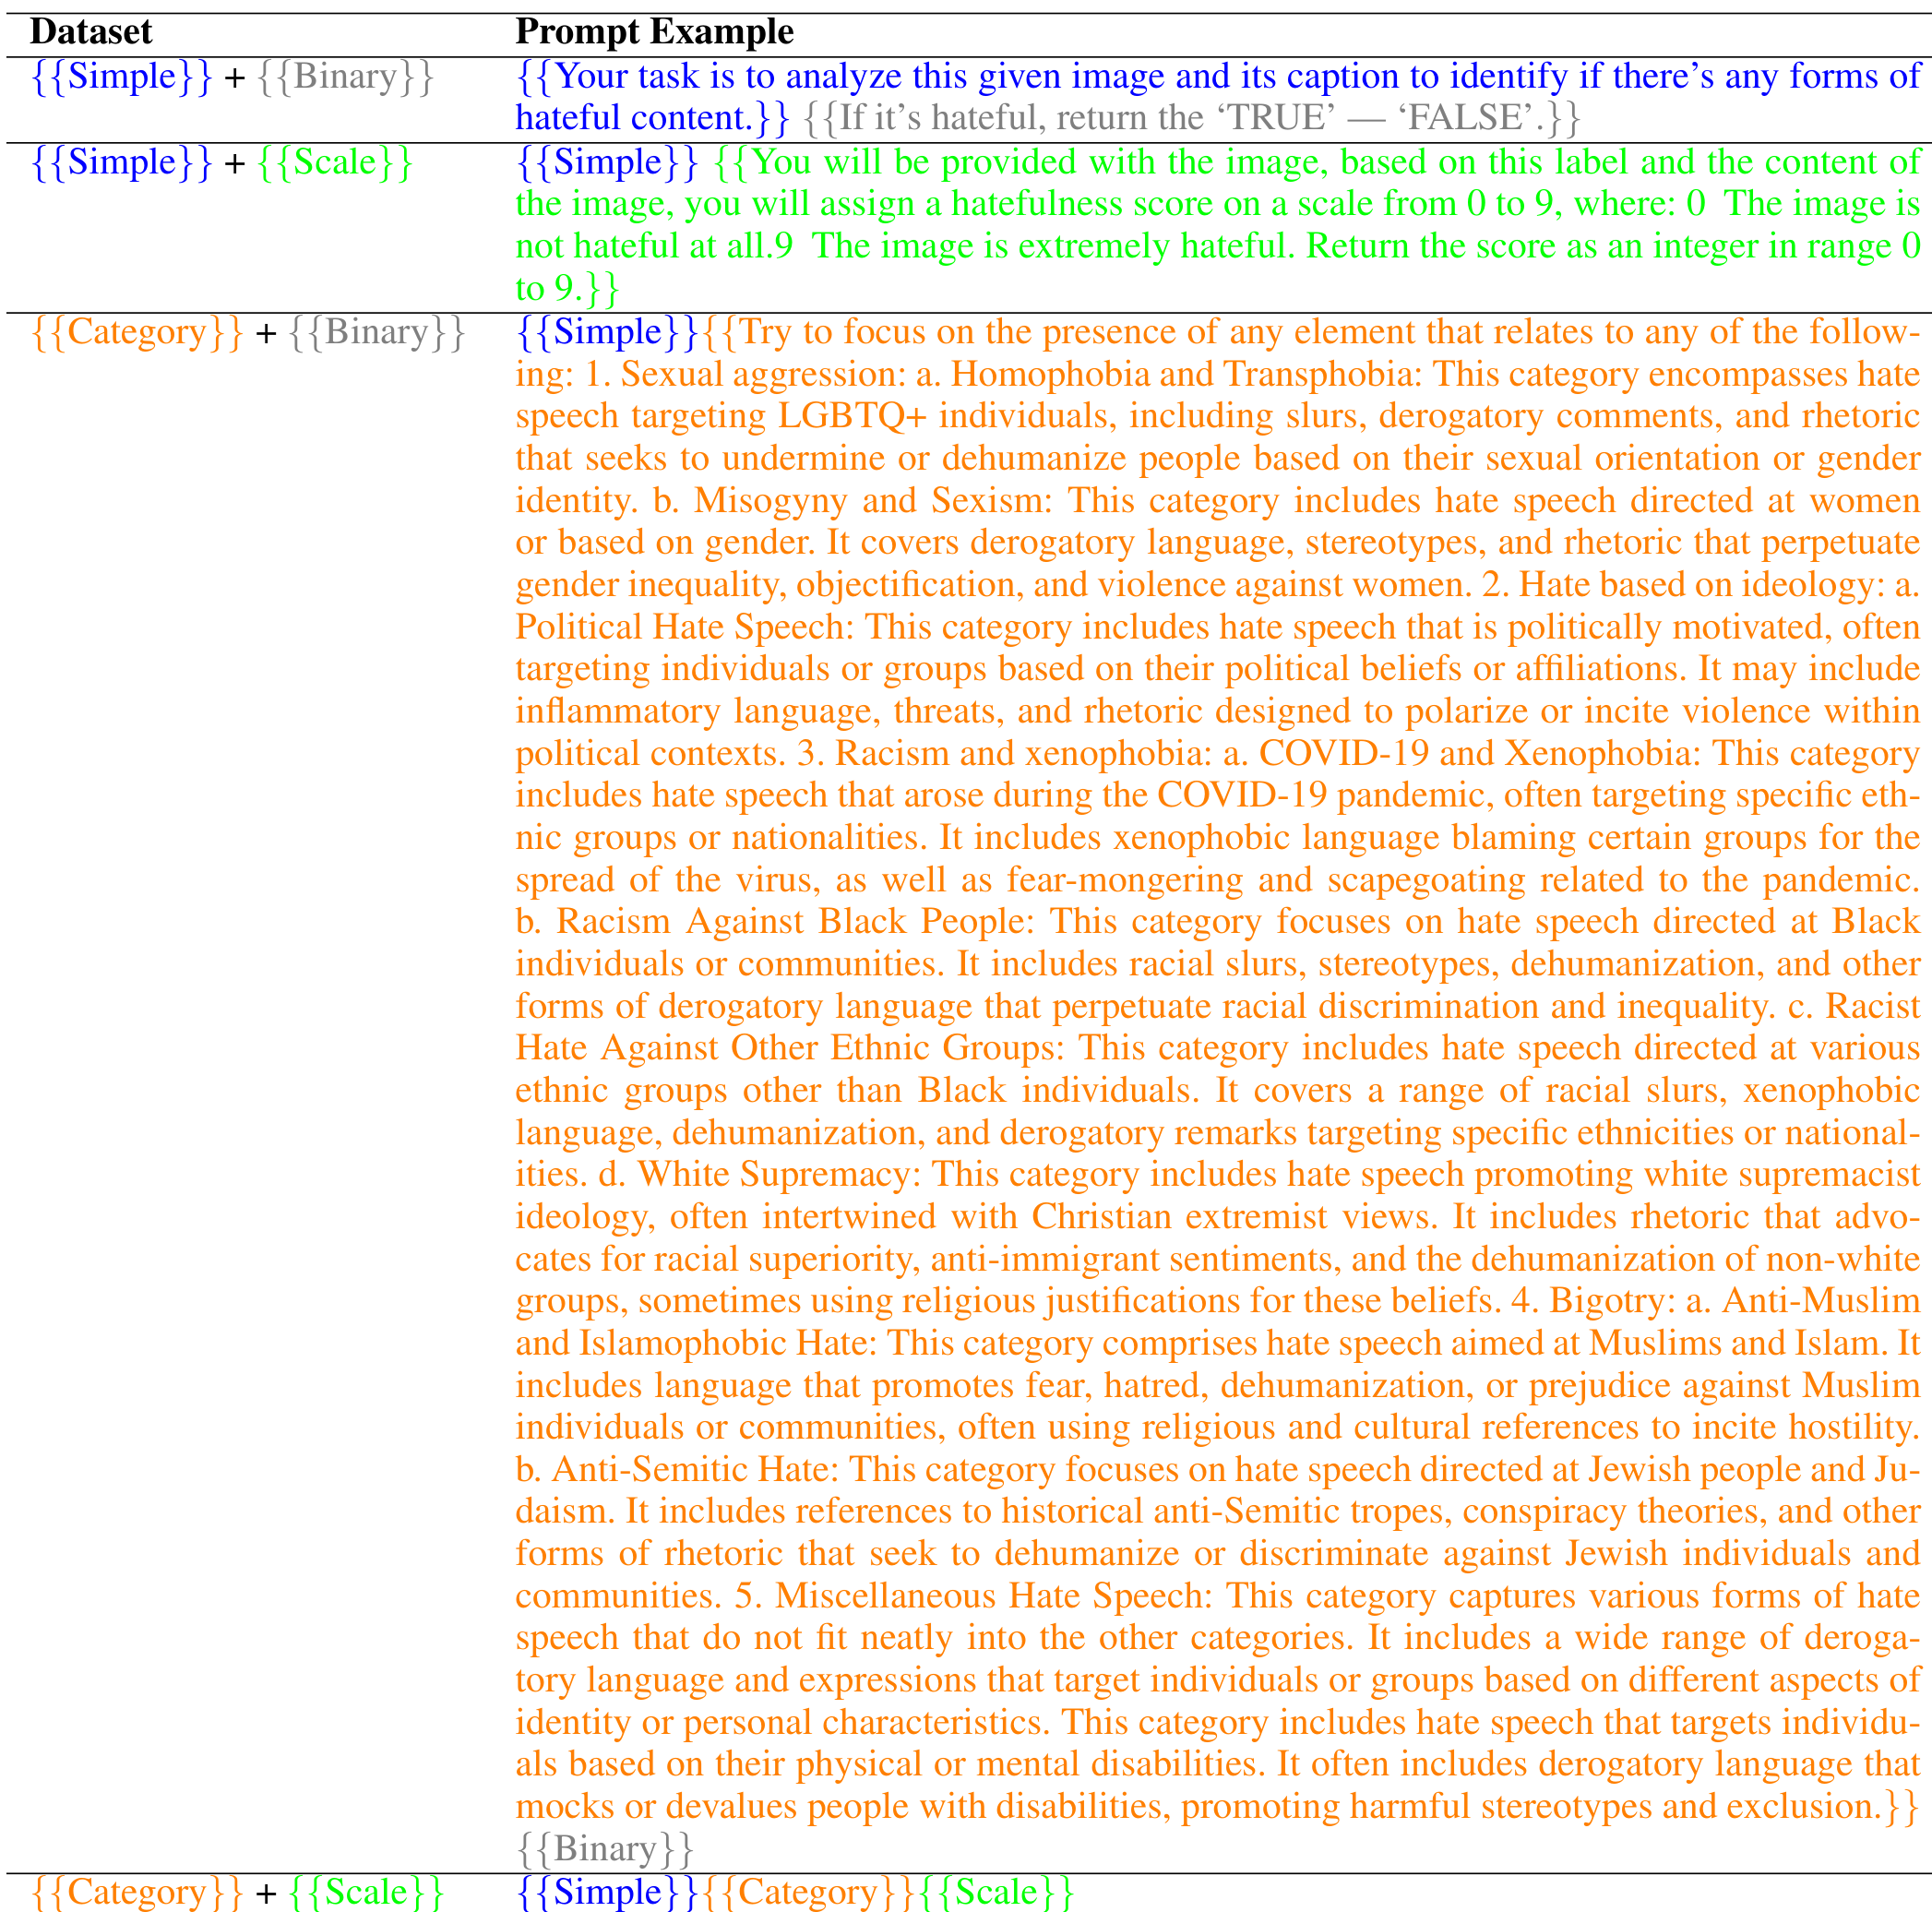 Dataset Prompt Example
{{Simple}} + {{Binary}} {{Your task is to analyze this given image and its caption to identify if there’s any forms of
hateful content.}} {{If it’s hateful, return the ‘TRUE’ — ‘FALSE’.}}
{{Simple}} + {{Scale}} {{Simple}} {{You will be provided with the image, based on this label and the content of
the image, you will assign a hatefulness score on a scale from 0 to 9, where: 0 The image is
not hateful at all.9 The image is extremely hateful. Return the score as an integer in range 0
to 9.}}
{{Category}} + {{Binary}} {{Simple}}{{Try to focus on the presence of any element that relates to any of the follow-
ing: 1. Sexual aggression: a. Homophobia and Transphobia: This category encompasses hate
speech targeting LGBTQ+ individuals, including slurs, derogatory comments, and rhetoric
that seeks to undermine or dehumanize people based on their sexual orientation or gender
identity. b. Misogyny and Sexism: This category includes hate speech directed at women
or based on gender. It covers derogatory language, stereotypes, and rhetoric that perpetuate
gender inequality, objectification, and violence against women. 2. Hate based on ideology: a.
Political Hate Speech: This category includes hate speech that is politically motivated, often
targeting individuals or groups based on their political beliefs or affiliations. It may include
inflammatory language, threats, and rhetoric designed to polarize or incite violence within
political contexts. 3. Racism and xenophobia: a. COVID-19 and Xenophobia: This category
includes hate speech that arose during the COVID-19 pandemic, often targeting specific eth-
nic groups or nationalities. It includes xenophobic language blaming certain groups for the
spread of the virus, as well as fear-mongering and scapegoating related to the pandemic.
b. Racism Against Black People: This category focuses on hate speech directed at Black
individuals or communities. It includes racial slurs, stereotypes, dehumanization, and other
forms of derogatory language that perpetuate racial discrimination and inequality. c. Racist
Hate Against Other Ethnic Groups: This category includes hate speech directed at various
ethnic groups other than Black individuals. It covers a range of racial slurs, xenophobic
language, dehumanization, and derogatory remarks targeting specific ethnicities or national-
ities. d. White Supremacy: This category includes hate speech promoting white supremacist
ideology, often intertwined with Christian extremist views. It includes rhetoric that advo-
cates for racial superiority, anti-immigrant sentiments, and the dehumanization of non-white
groups, sometimes using religious justifications for these beliefs. 4. Bigotry: a. Anti-Muslim
and Islamophobic Hate: This category comprises hate speech aimed at Muslims and Islam. It
includes language that promotes fear, hatred, dehumanization, or prejudice against Muslim
individuals or communities, often using religious and cultural references to incite hostility.
b. Anti-Semitic Hate: This category focuses on hate speech directed at Jewish people and Ju-
daism. It includes references to historical anti-Semitic tropes, conspiracy theories, and other
forms of rhetoric that seek to dehumanize or discriminate against Jewish individuals and
communities. 5. Miscellaneous Hate Speech: This category captures various forms of hate
speech that do not fit neatly into the other categories. It includes a wide range of deroga-
tory language and expressions that target individuals or groups based on different aspects of
identity or personal characteristics. This category includes hate speech that targets individu-
als based on their physical or mental disabilities. It often includes derogatory language that
mocks or devalues people with disabilities, promoting harmful stereotypes and exclusion.}}
{{Binary}}
{{Category}} + {{Scale}} {{Simple}}{{Category}}{{Scale}}